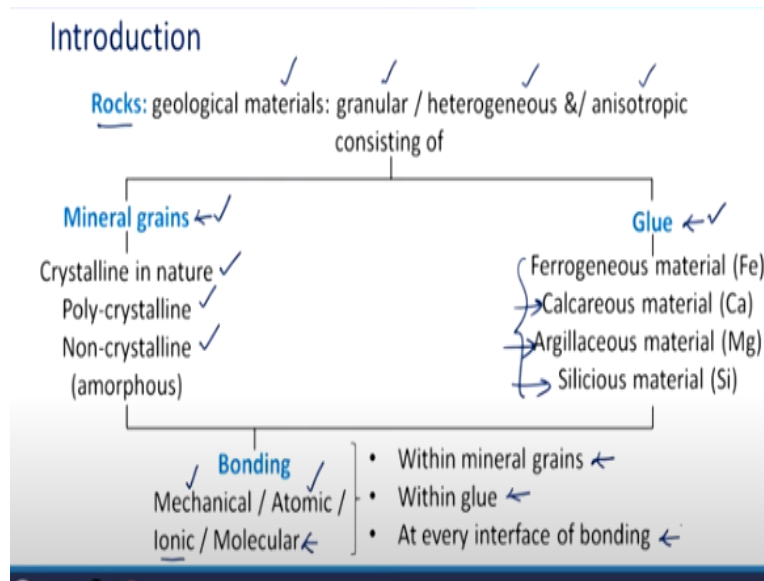 Introduction
Rocks: geological materials: granular / heterogeneous &/ anisotropic
consisting of
Mineral grains
Crystalline in nature
Poly-crystalline
Non-crystalline
(amorphous)
Glue
Ferrogeneous material (Fe)
Calcareous material (Ca)
Argillaceous material (Mg)
Silicious material (Si)
Bonding
Mechanical / Atomic /
Ionic / Molecular
• Within mineral grains
• Within glue
• At every interface of bonding